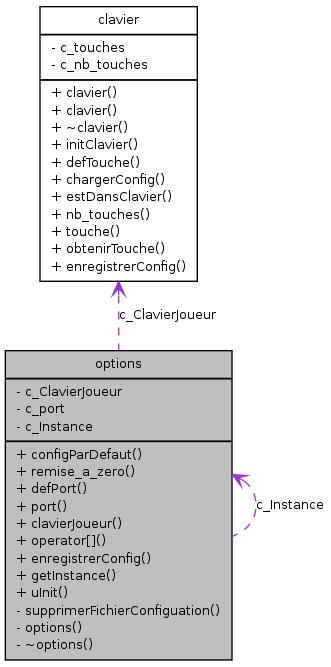 clavier
- c_touches
- c_nb_touches
+ clavier()
+ clavier()
+ ~clavier()
+ initClavier()
+ defTouche()
+ chargerConfig()
+ estDansClavier()
+ nb_touches()
+ touche()
+ obtenirTouche()
+ enregistrerConfig()
c_ClavierJoueur
options
- c_ClavierJoueur
- c_port
- c_Instance
+ configParDefaut()
+ remise_a_zero()
+ defPort()
+ port()
+ clavierJoueur()
+ operator[]()
+ enregistrerConfig()
+ getInstance()
+ uInit()
- supprimerFichierConfiguation()
- options()
- ~options()
c_Instance